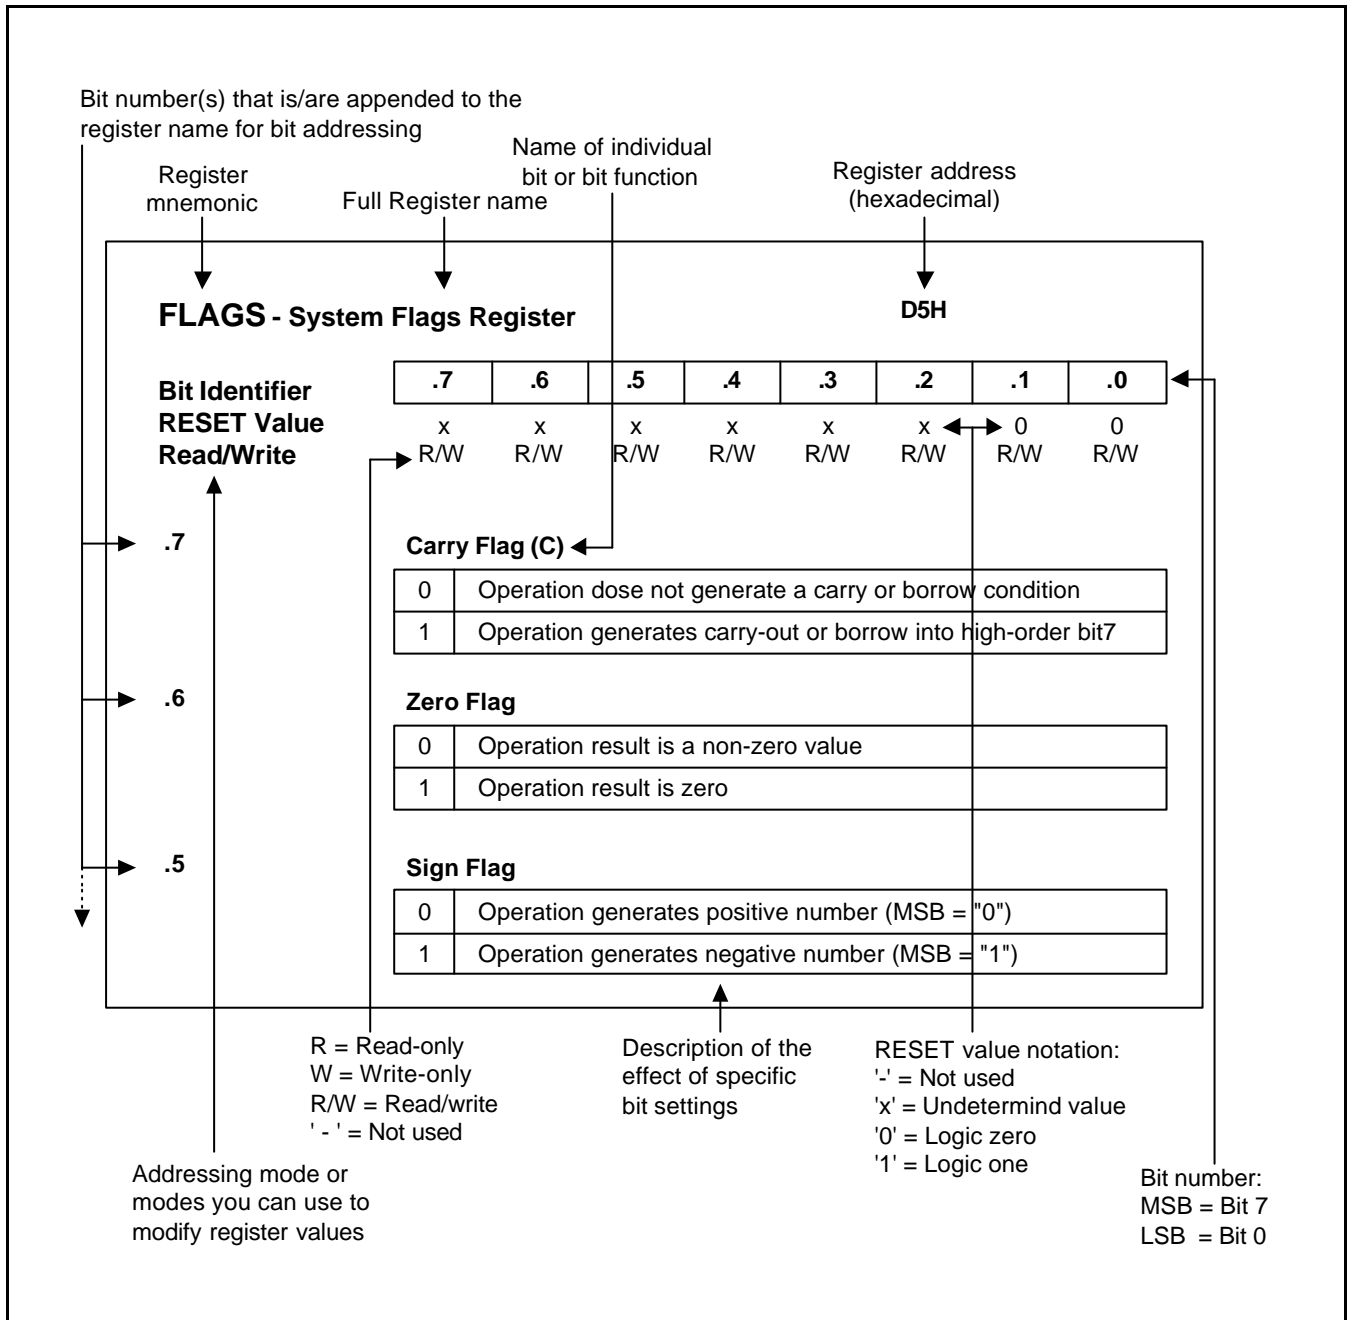 Bit number(s) that is/are appended to the
register name for bit addressing
Name of individual
bit or bit function
Register
mnemonic
Full Register name
Register address
(hexadecimal)
FLAGS - System Flags Register
D5H
Bit Identifier
.7 .6 .5 .4 .3 .2 .1 .0
RESET Value
x x x x x x 0 0
Read/Write
R/W R/W R/W R/W R/W R/W R/W R/W
.7
Carry Flag (C)
0 Operation dose not generate a carry or borrow condition
1 Operation generates carry-out or borrow into high-order bit7
.6
Zero Flag
0 Operation result is a non-zero value
1 Operation result is zero
.5
Sign Flag
0 Operation generates positive number (MSB = "0")
1 Operation generates negative number (MSB = "1")
R = Read-only
W = Write-only
R/W = Read/write
' - ' = Not used
Description of the
effect of specific
bit settings
RESET value notation:
'-' = Not used
'x' = Undetermind value
'0' = Logic zero
'1' = Logic one
Addressing mode or
modes you can use to
modify register values
Bit number:
MSB = Bit 7
LSB = Bit 0